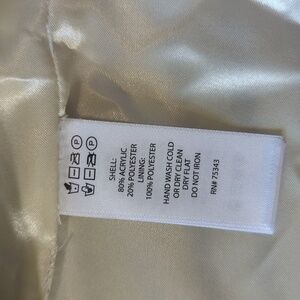 SHELL:
80% ACRYLIC
20% POLYESTER
LINING:
100% POLYESTER
HAND WASH COLD
OR DRY CLEAN
DRY FLAT
DO NOT IRON
RN# 75343